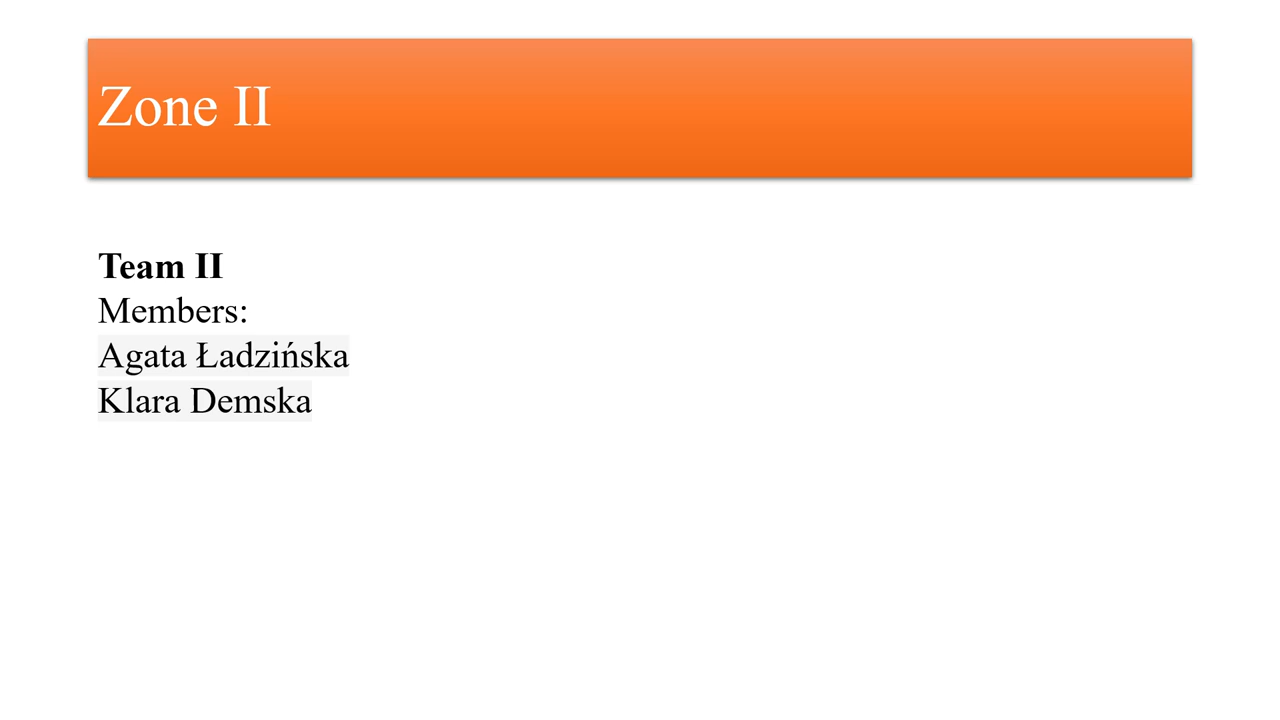 Zone II
Team II
Members:
Agata Ładzińska
Klara Demska